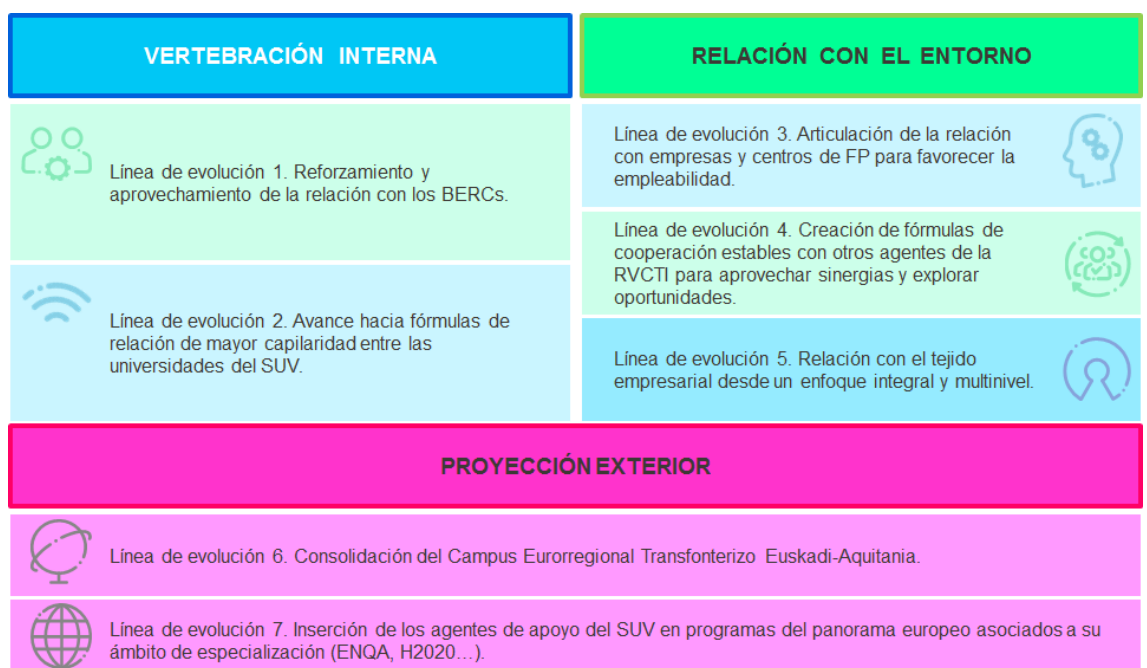 VERTEBRACIÓN INTERNA
Línea de evolución 1. Reforzamiento y
aprovechamiento de la relación con los BERCs.
Línea de evolución 2. Avance hacia fórmulas de
relación de mayor capilaridad entre las
universidades del SUV.
RELACIÓN CON EL ENTORNO
Línea de evolución 3. Articulación de la relación
con empresas y centros de FP para favorecer la
empleabilidad.
Línea de evolución 4. Creación de fórmulas de
cooperación estables con otros agentes de la
RVCTI para aprovechar sinergias y explorar
oportunidades.
Línea de evolución 5. Relación con el tejido
empresarial desde un enfoque integral y multinivel.
PROYECCIÓN EXTERIOR
Línea de evolución 6. Consolidación del Campus Eurorregional Transfonterizo Euskadi-Aquitania.
Línea de evolución 7. Inserción de los agentes de apoyo del SUV en programas del panorama europeo asociados a su
ámbito de especialización (ENQA, H2020…).